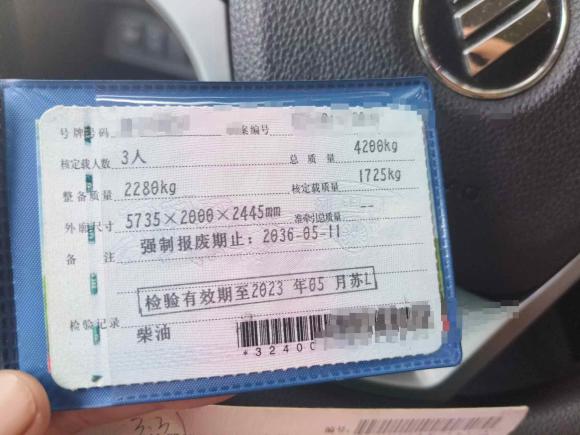 号牌号码 案编号
核定载人数 3人 总质量 4200kg
整备质量 2280kg 核定载质量 1725kg
外廓尺寸 5735×2000×2445mm 准牵引总质量 --
备注 强制报废期止：2036-05-11
检验有效期至2023 年05 月苏L
检验记录
柴油
*3240
编号：